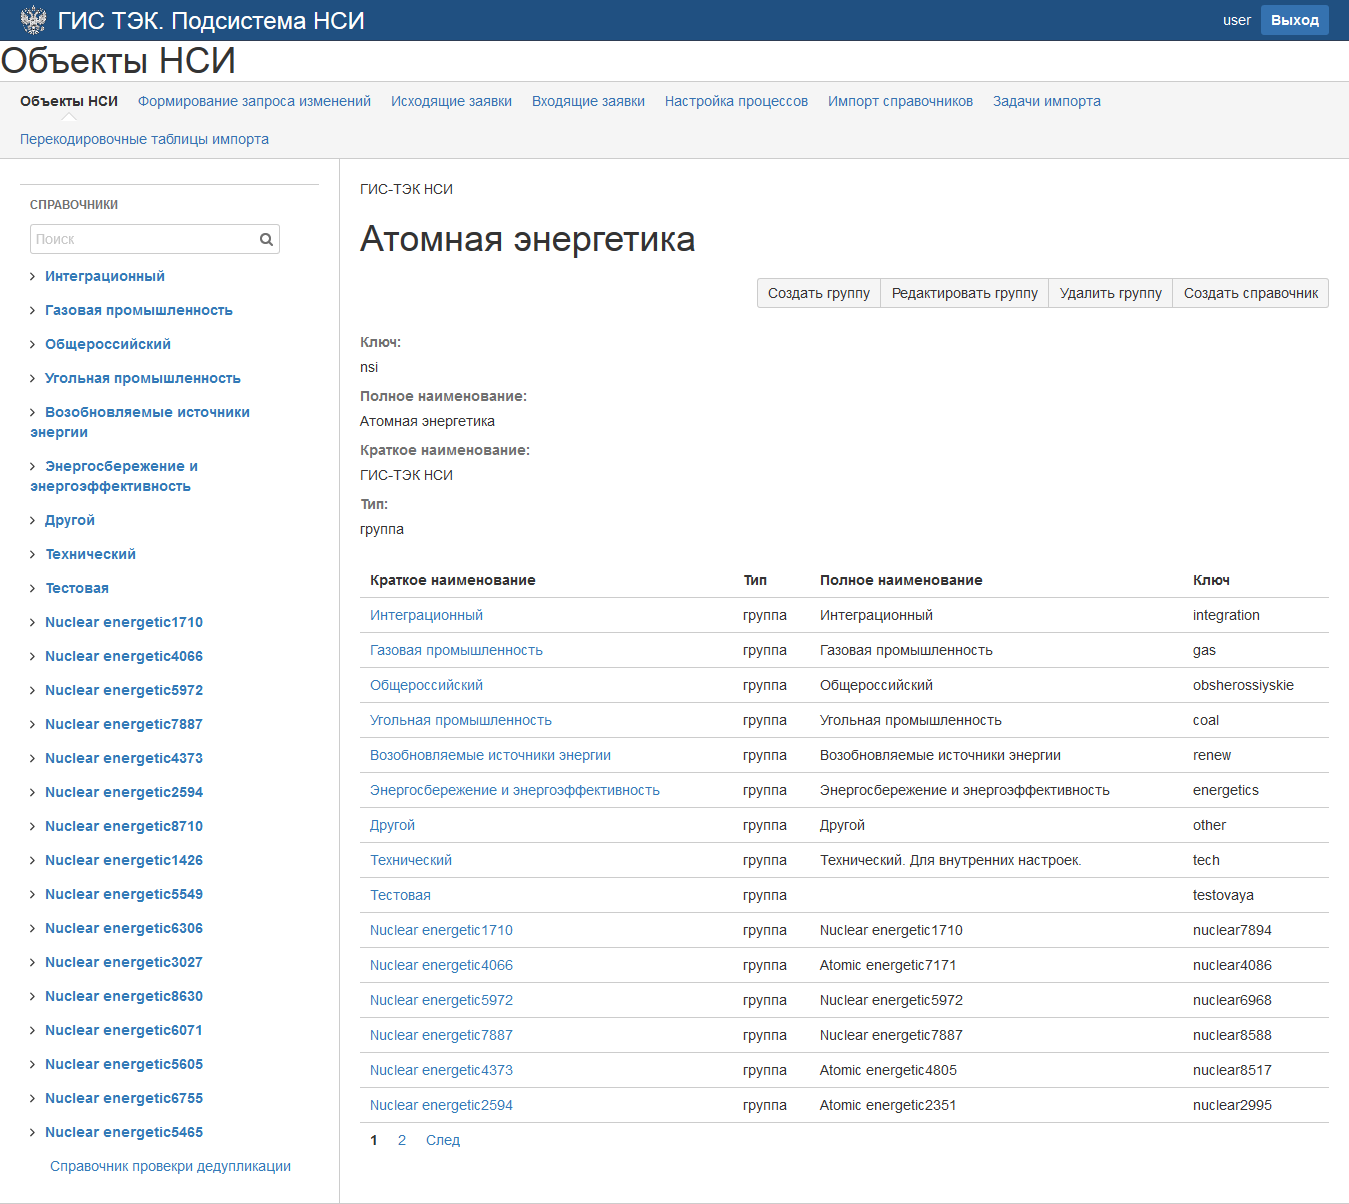 ГИС ТЭК. Подсистема НСИ
user Выход
Объекты НСИ
Объекты НСИ Формирование запроса изменений Исходящие заявки Входящие заявки Настройка процессов Импорт справочников Задачи импорта
Перекодировочные таблицы импорта
СПРАВОЧНИКИ
Поиск
Интеграционный
Газовая промышленность
Общероссийский
Угольная промышленность
Возобновляемые источники
энергии
Энергосбережение и
энергоэффективность
Другой
Технический
Тестовая
Nuclear energetic1710
Nuclear energetic4066
Nuclear energetic5972
Nuclear energetic7887
Nuclear energetic4373
Nuclear energetic2594
Nuclear energetic8710
Nuclear energetic1426
Nuclear energetic5549
Nuclear energetic6306
Nuclear energetic3027
Nuclear energetic8630
Nuclear energetic6071
Nuclear energetic5605
Nuclear energetic6755
Nuclear energetic5465
Справочник провекри дедупликации
ГИС-ТЭК НСИ
Атомная энергетика
Создать группу Редактировать группу Удалить группу Создать справочник
Ключ:
nsi
Полное наименование:
Атомная энергетика
Краткое наименование:
ГИС-ТЭК НСИ
Тип:
группа
Краткое наименование Тип Полное наименование Ключ
Интеграционный группа Интеграционный integration
Газовая промышленность группа Газовая промышленность gas
Общероссийский группа Общероссийский obsherossiyskie
Угольная промышленность группа Угольная промышленность coal
Возобновляемые источники энергии группа Возобновляемые источники энергии renew
Энергосбережение и энергоэффективность группа Энергосбережение и энергоэффективность energetics
Другой группа Другой other
Технический группа Технический. Для внутренних настроек. tech
Тестовая группа testovaya
Nuclear energetic1710 группа Nuclear energetic1710 nuclear7894
Nuclear energetic4066 группа Atomic energetic7171 nuclear4086
Nuclear energetic5972 группа Nuclear energetic5972 nuclear6968
Nuclear energetic7887 группа Nuclear energetic7887 nuclear8588
Nuclear energetic4373 группа Atomic energetic4805 nuclear8517
Nuclear energetic2594 группа Atomic energetic2351 nuclear2995
1 2 След